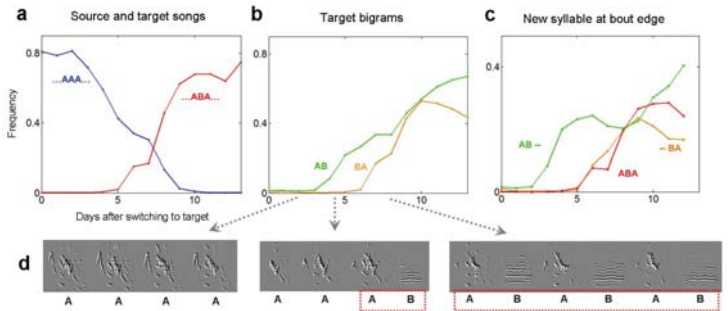 a
Source and target songs
0.8
0.4
0
Frequency
...AAA...
...ABA...
0 5 10
Days after switching to target
b
Target bigrams
0.8
0.4
0
AB
BA
0 5 10
c
New syllable at bout edge
0.4
0
AB –
– BA
ABA
0 5 10
d
A A A A
A A A B
A B A B A B